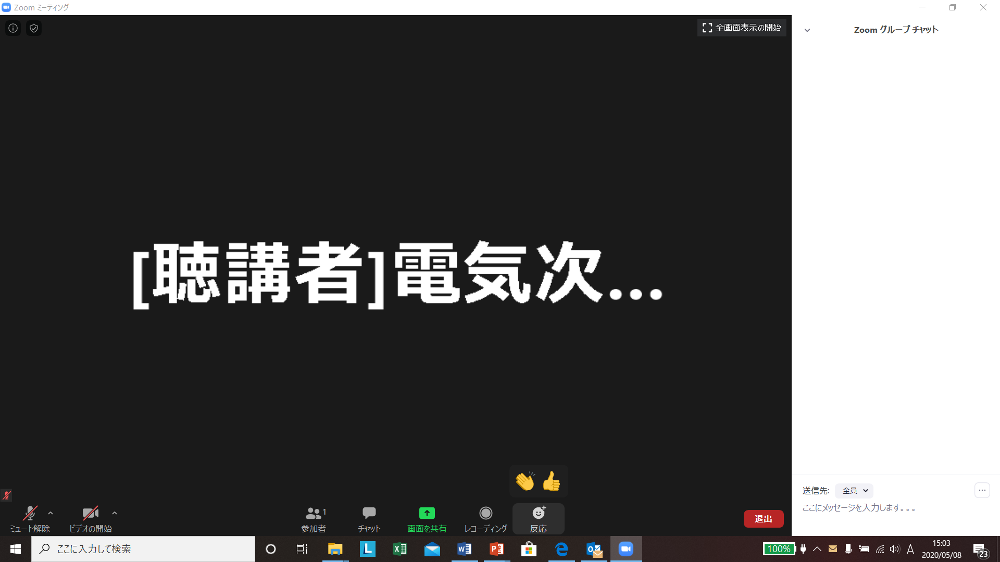 Zoom ミーティング
全画面表示の開始
Zoom グループ チャット
[聴講者]電気次...
送信先: 全員
ここにメッセージを入力します。。。
ミュート解除
ビデオの開始
1
参加者
チャット
画面を共有
レコーディング
反応
退出
ここに入力して検索
100%
A
15:03
2020/05/08
23